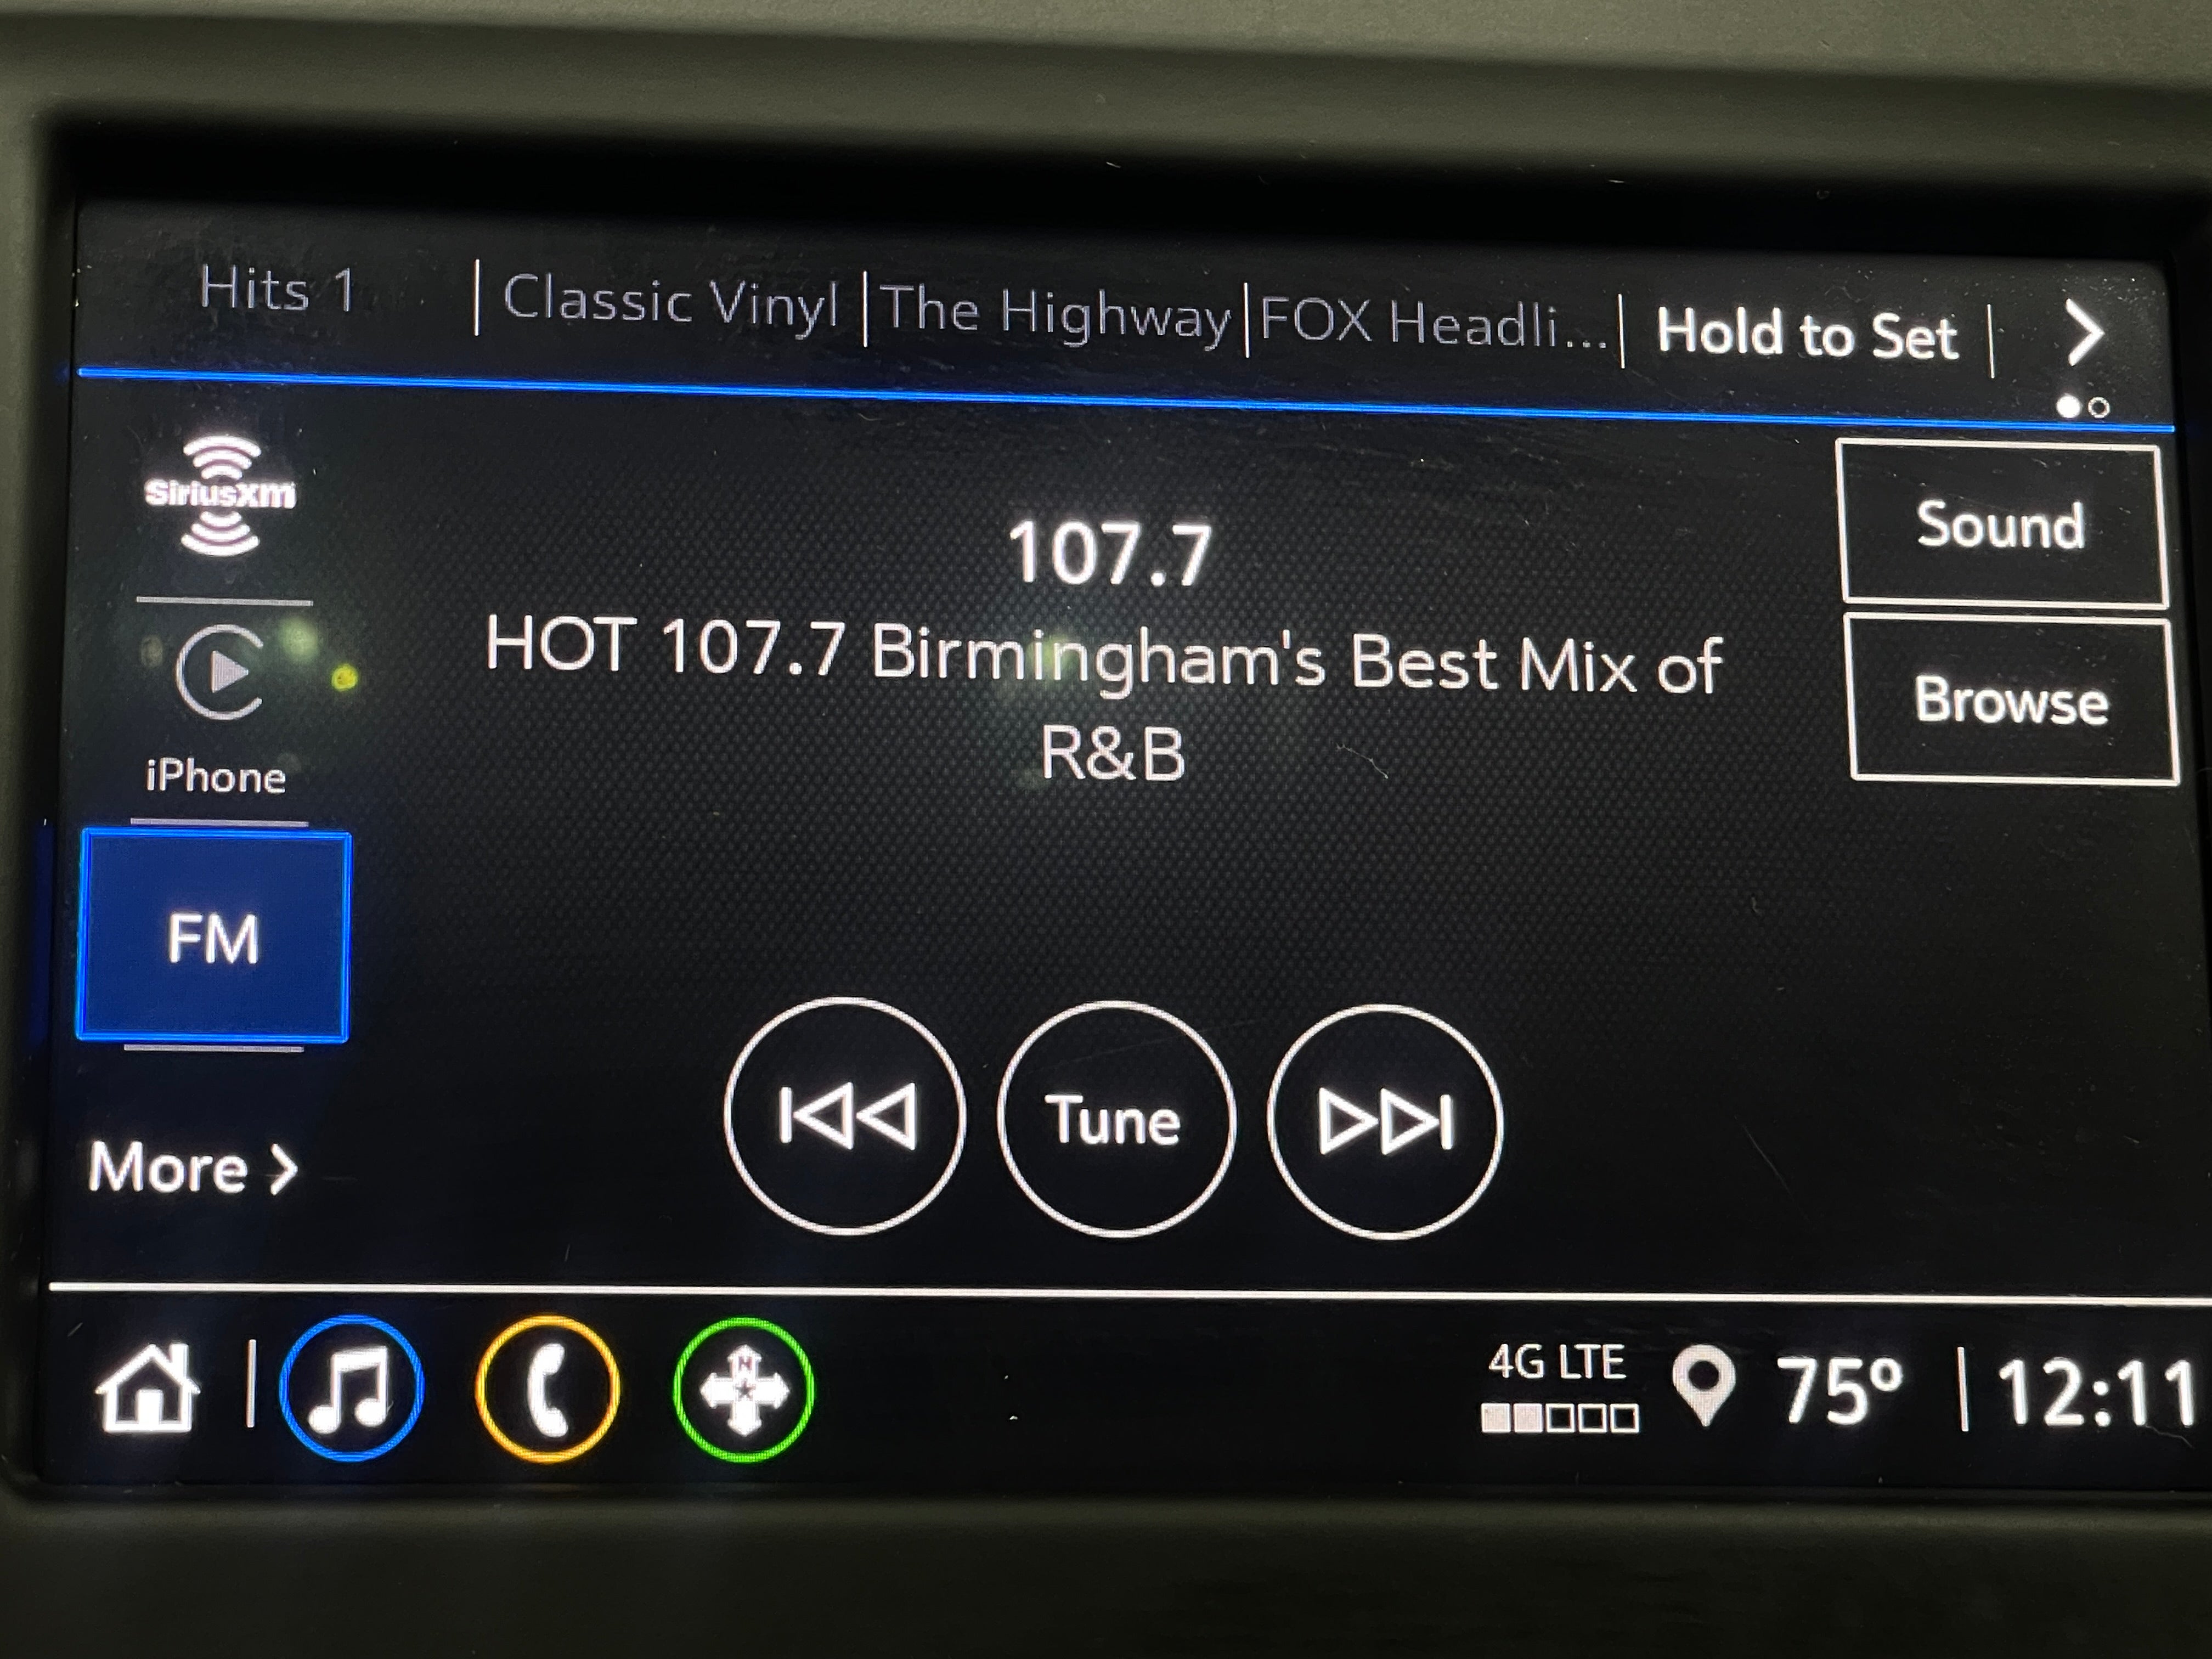 Hits 1 | Classic Vinyl | The Highway | FOX Headli... | Hold to Set | >
SiriusXM
Sound
107.7
HOT 107.7 Birmingham's Best Mix of
R&B
Browse
iPhone
FM
Tune
More >
N
4G LTE
75° | 12:11